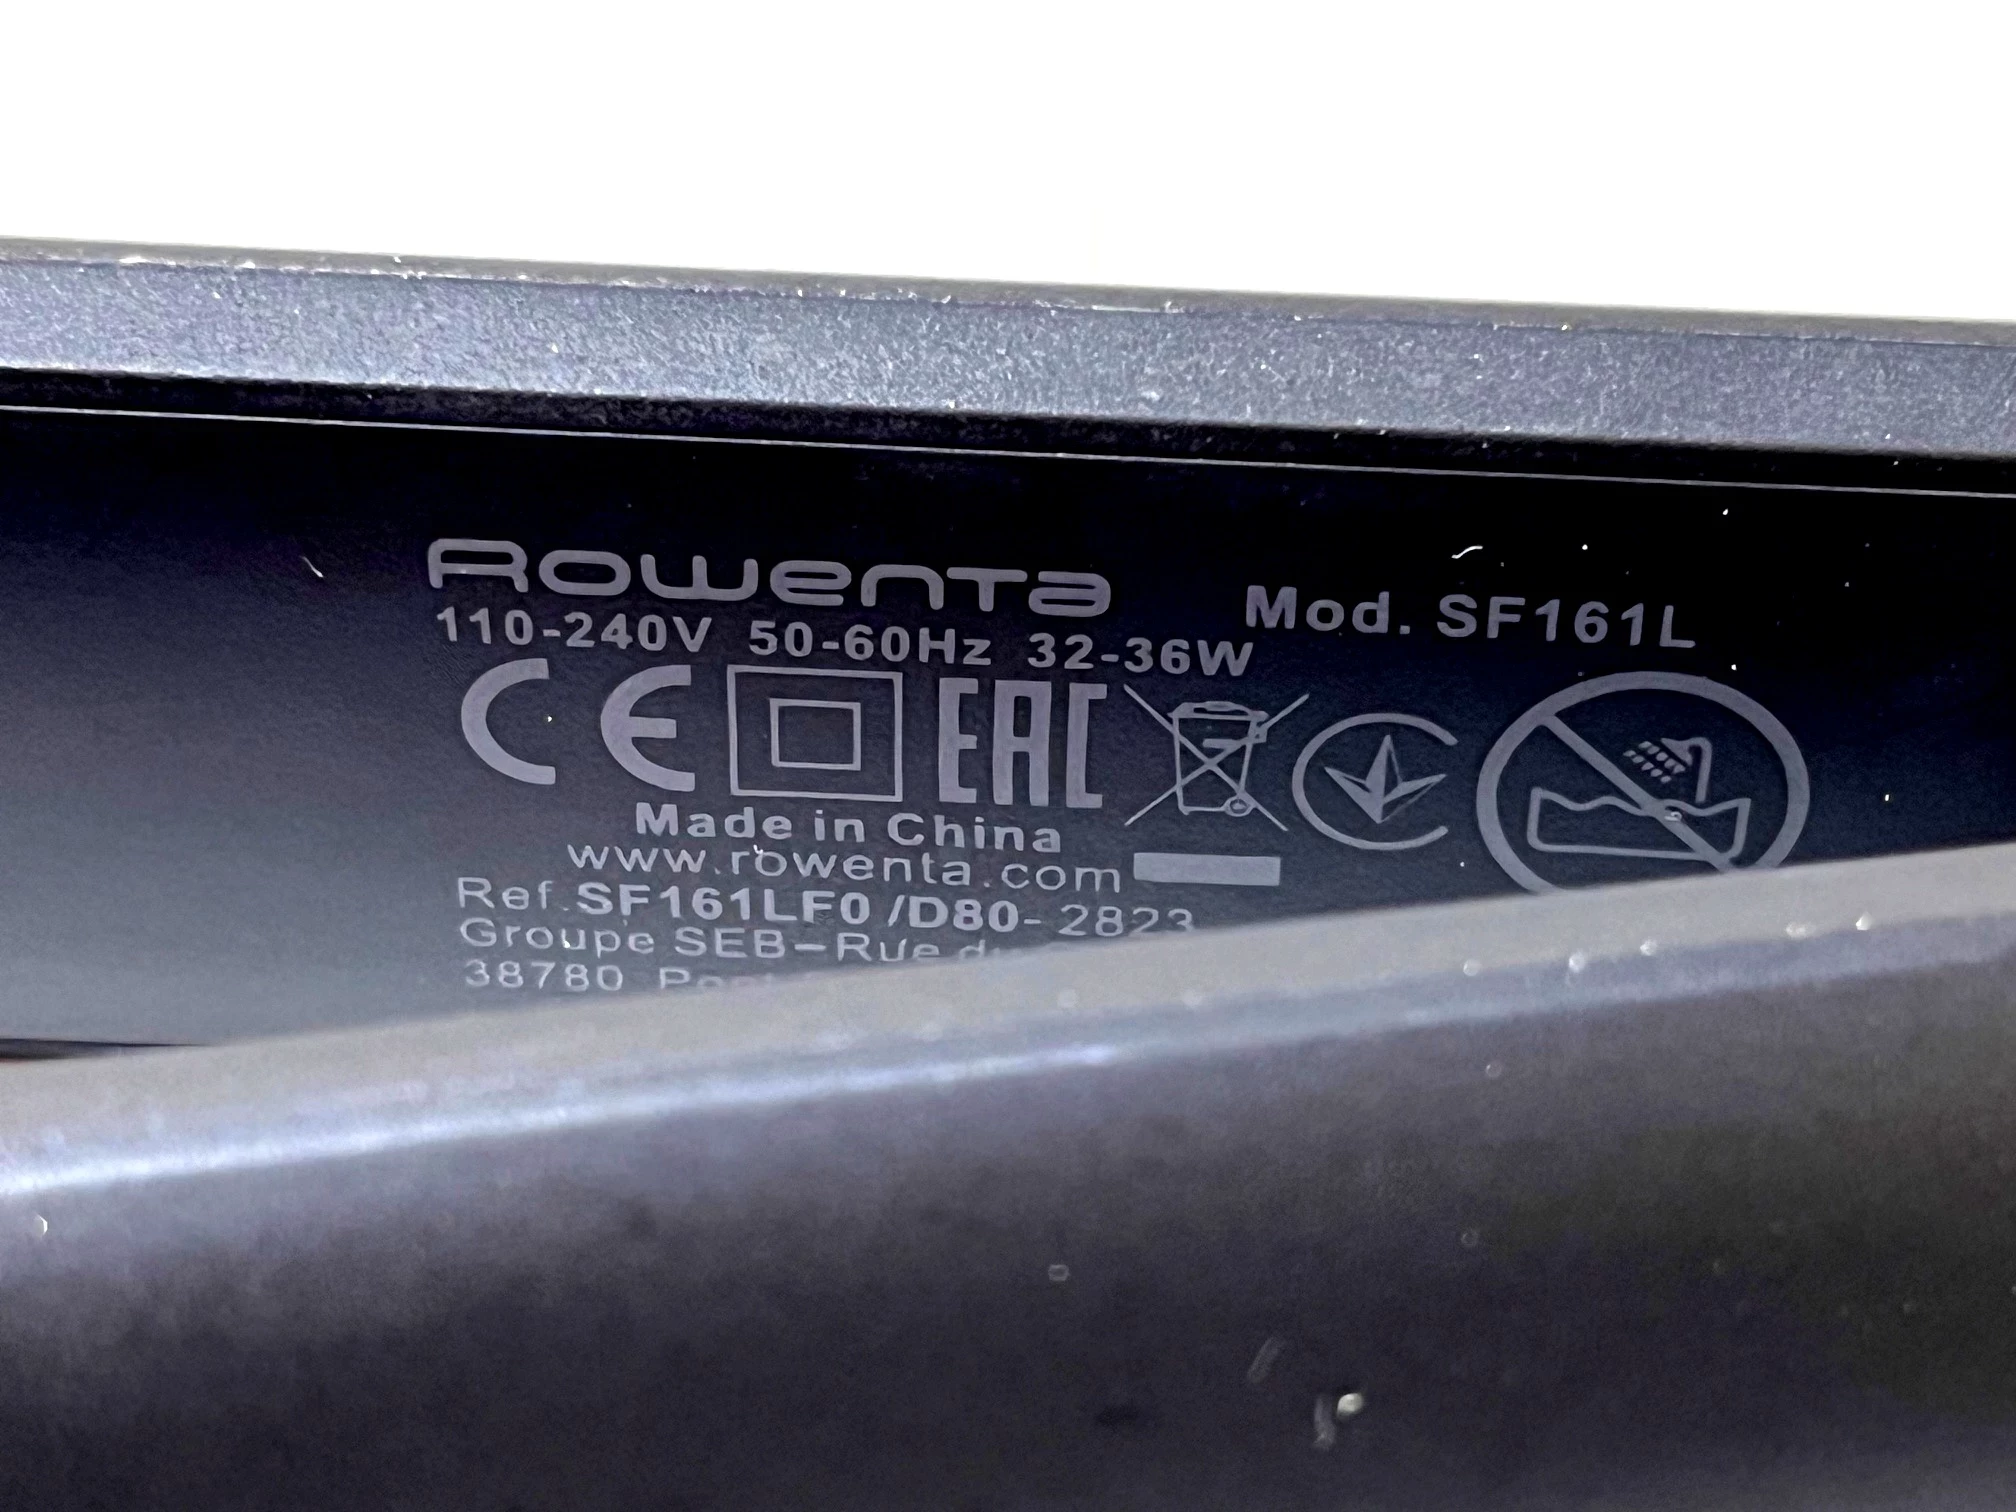 Rowenta
Mod. SF161L
110-240V 50-60Hz 32-36W
CE EAC
Made in China
www.rowenta.com
Ref.SF161LF0 /D80- 2823
Groupe SEB-Rue
38780